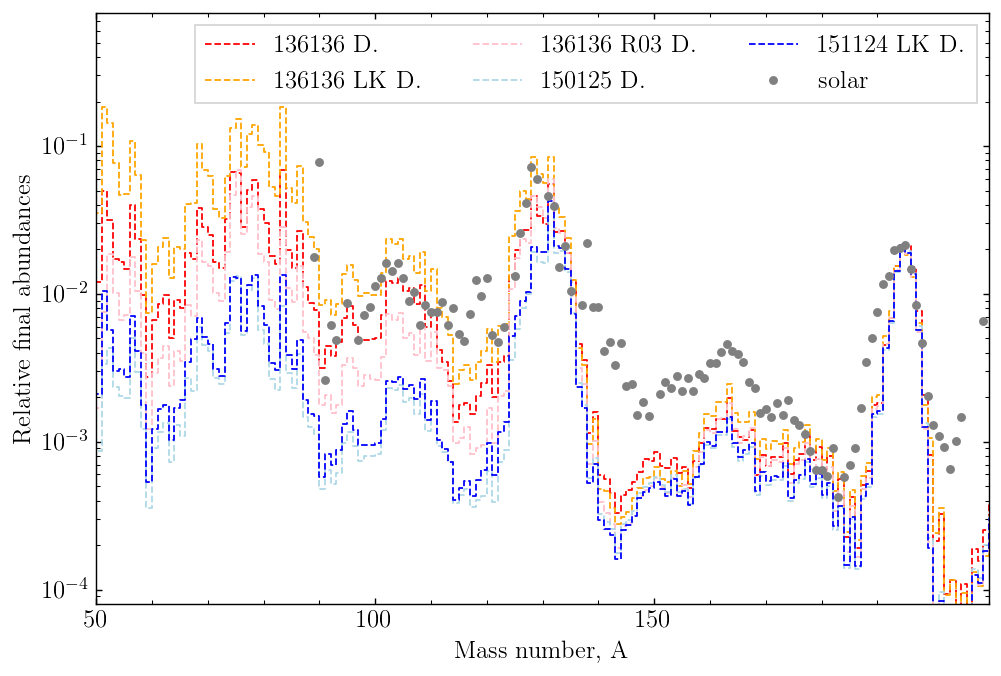 136136 D.
136136 LK D.
136136 R03 D.
150125 D.
151124 LK D.
solar
Relative final abundances
10⁻¹
10⁻²
10⁻³
10⁻⁴
50
100
150
Mass number, A